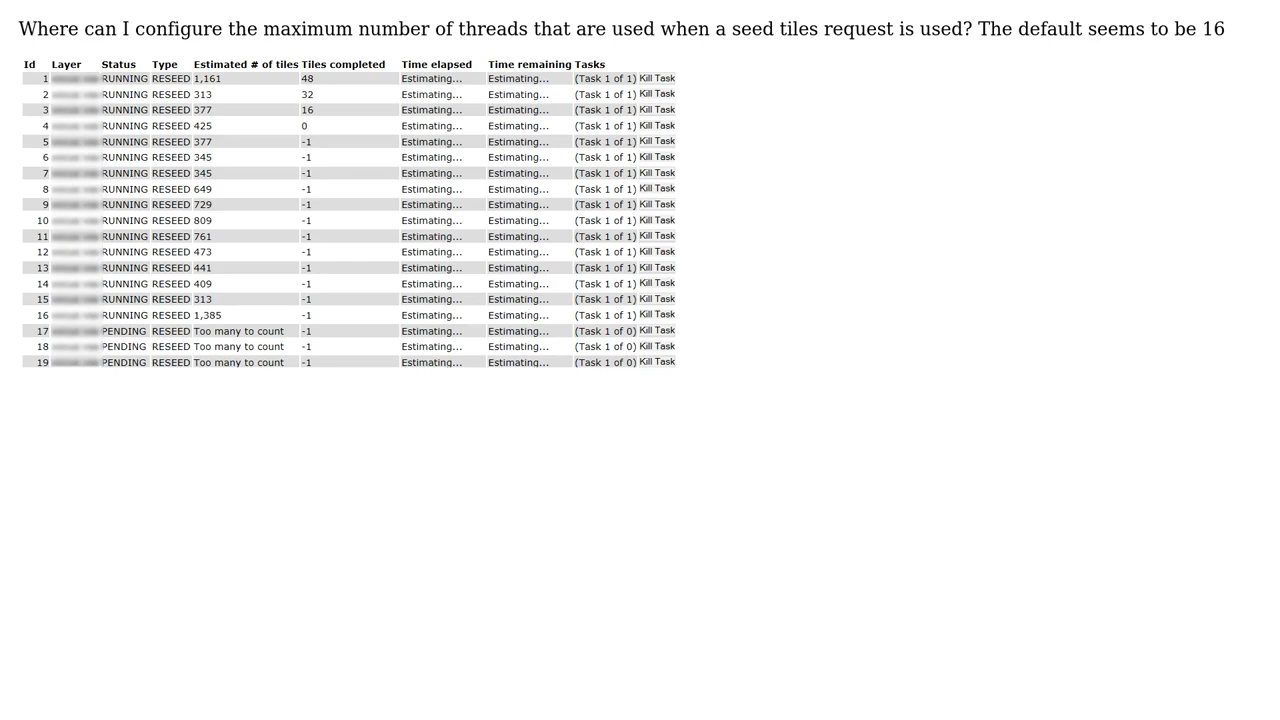 Where can I configure the maximum number of threads that are used when a seed tiles request is used? The default seems to be 16
Id Layer Status Type Estimated # of tiles Tiles completed Time elapsed Time remaining Tasks
1 RUNNING RESEED 1,161 48 Estimating... Estimating... (Task 1 of 1) Kill Task
2 RUNNING RESEED 313 32 Estimating... Estimating... (Task 1 of 1) Kill Task
3 RUNNING RESEED 377 16 Estimating... Estimating... (Task 1 of 1) Kill Task
4 RUNNING RESEED 425 0 Estimating... Estimating... (Task 1 of 1) Kill Task
5 RUNNING RESEED 377 -1 Estimating... Estimating... (Task 1 of 1) Kill Task
6 RUNNING RESEED 345 -1 Estimating... Estimating... (Task 1 of 1) Kill Task
7 RUNNING RESEED 345 -1 Estimating... Estimating... (Task 1 of 1) Kill Task
8 RUNNING RESEED 649 -1 Estimating... Estimating... (Task 1 of 1) Kill Task
9 RUNNING RESEED 729 -1 Estimating... Estimating... (Task 1 of 1) Kill Task
10 RUNNING RESEED 809 -1 Estimating... Estimating... (Task 1 of 1) Kill Task
11 RUNNING RESEED 761 -1 Estimating... Estimating... (Task 1 of 1) Kill Task
12 RUNNING RESEED 473 -1 Estimating... Estimating... (Task 1 of 1) Kill Task
13 RUNNING RESEED 441 -1 Estimating... Estimating... (Task 1 of 1) Kill Task
14 RUNNING RESEED 409 -1 Estimating... Estimating... (Task 1 of 1) Kill Task
15 RUNNING RESEED 313 -1 Estimating... Estimating... (Task 1 of 1) Kill Task
16 RUNNING RESEED 1,385 -1 Estimating... Estimating... (Task 1 of 1) Kill Task
17 PENDING RESEED Too many to count -1 Estimating... Estimating... (Task 1 of 0) Kill Task
18 PENDING RESEED Too many to count -1 Estimating... Estimating... (Task 1 of 0) Kill Task
19 PENDING RESEED Too many to count -1 Estimating... Estimating... (Task 1 of 0) Kill Task